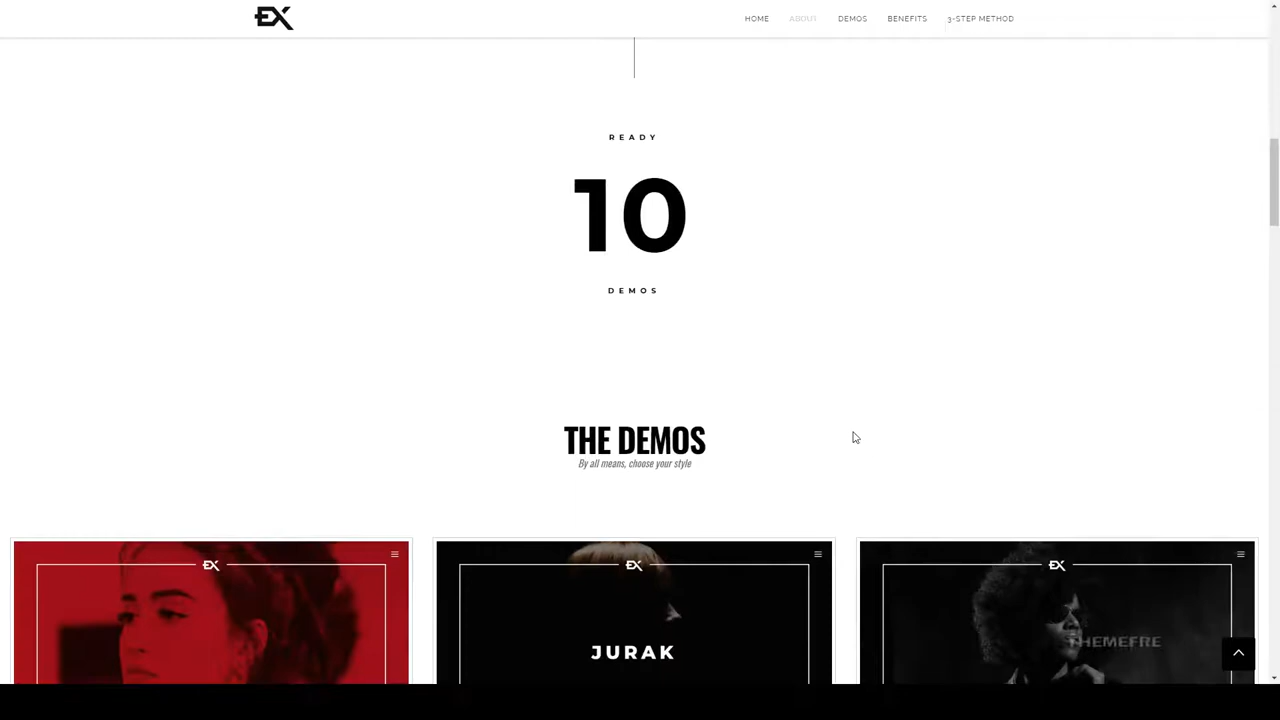 EX
HOME ABOUT DEMOS BENEFITS 3-STEP METHOD
READY
10
DEMOS
THE DEMOS
By all means, choose your style
EX
EX
EX
JURAK
THEMEFRE